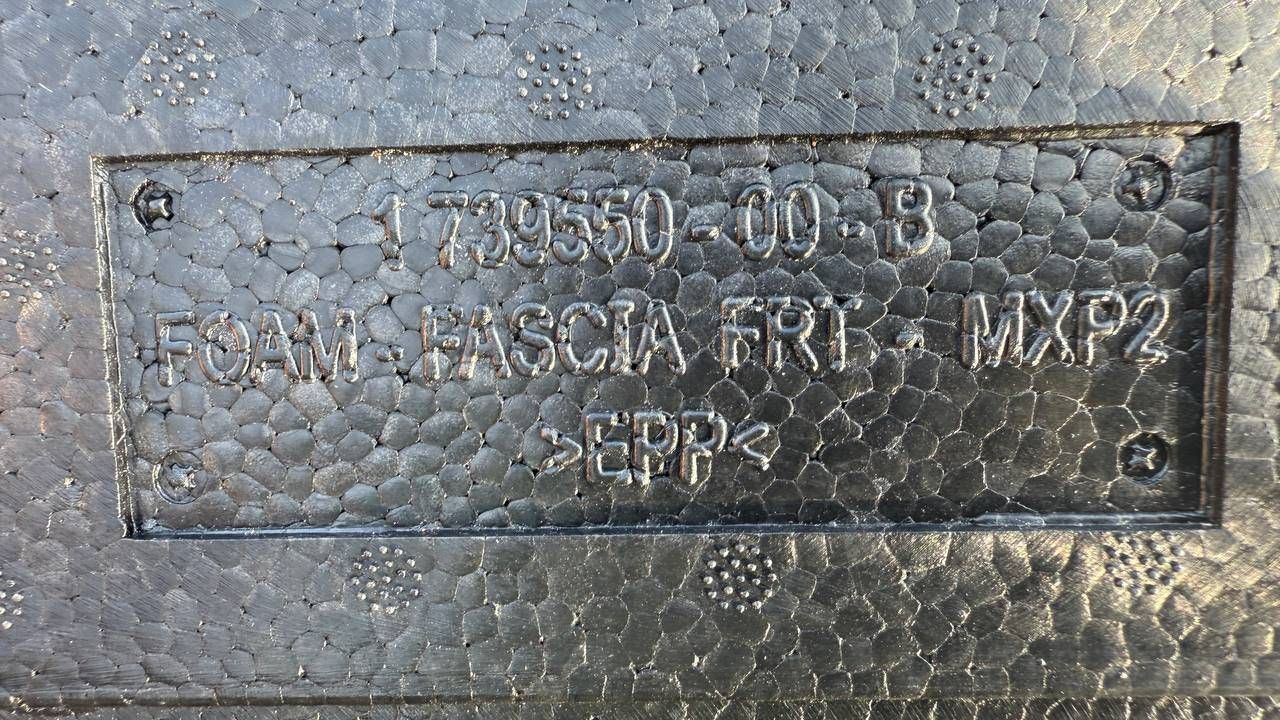 1739550-00-B
FOAM - FASCIA FRT - MXP2
>EPP<